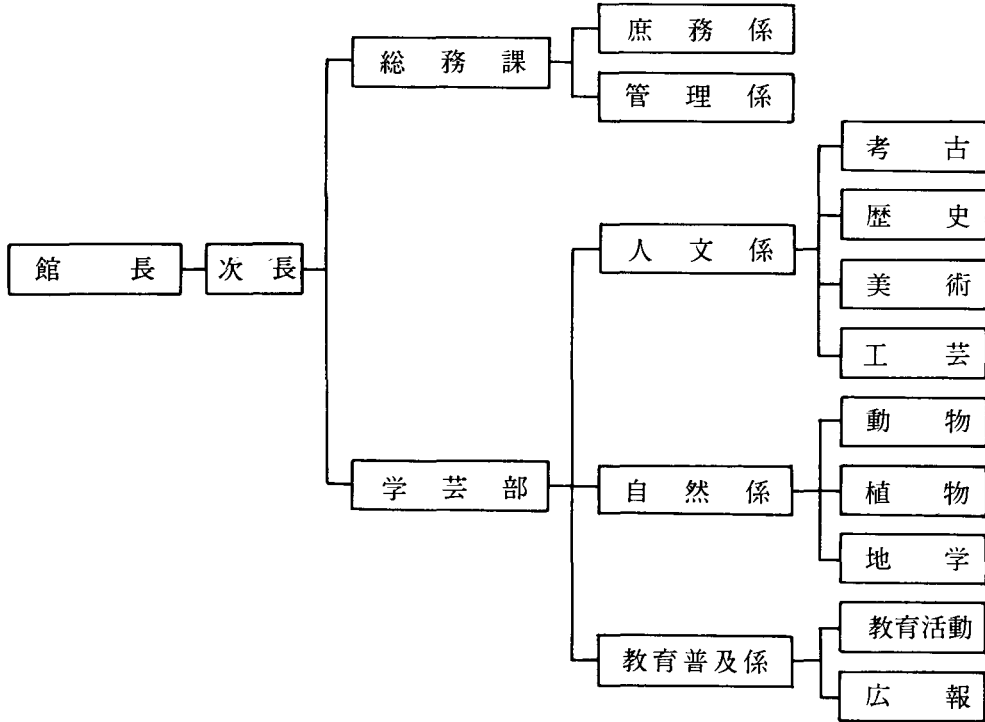 館長
次長
総務課
庶務係
管理係
学芸部
人文係
考古
歴史
美術
工芸
自然係
動物
植物
地学
教育普及係
教育活動
広報